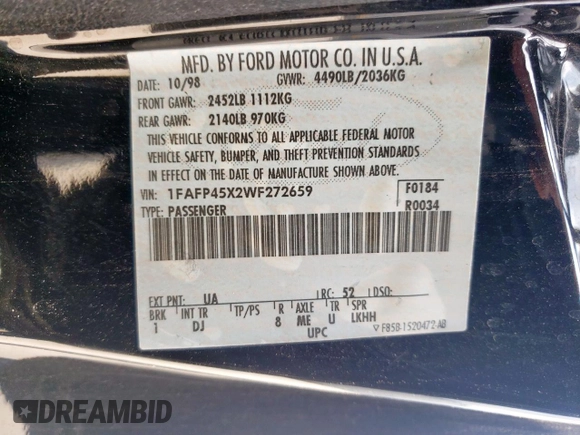 MFD. BY FORD MOTOR CO. IN U.S.A.
DATE: 10/98 GVWR: 4490LB/2036KG
FRONT GAWR: 2452LB 1112KG
REAR GAWR: 2140LB 970KG
THIS VEHICLE CONFORMS TO ALL APPLICABLE FEDERAL MOTOR
VEHICLE SAFETY, BUMPER, AND THEFT PREVENTION STANDARDS
IN EFFECT ON THE DATE OF MANUFACTURE SHOWN ABOVE.
VIN: 1FAFP45X2WF272659 F0184
TYPE: PASSENGER R0034
EXT PNT: UA RC: 52 DSO:
BRK INT TR TP/PS R AXLE TR SPR
1 DJ 8 ME U LKHH
UPC ▽ F85B-1520472-AB
DREAMBID